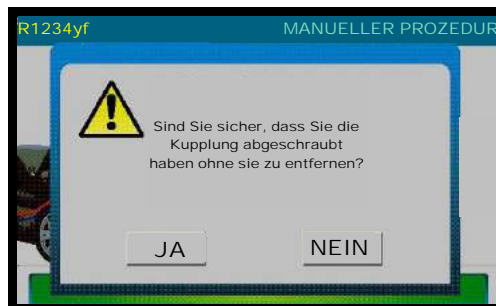 R1234yf
MANUELLER PROZEDUR
Sind Sie sicher, dass Sie die
Kupplung abgeschraubt
haben ohne sie zu entfernen?
JA
NEIN